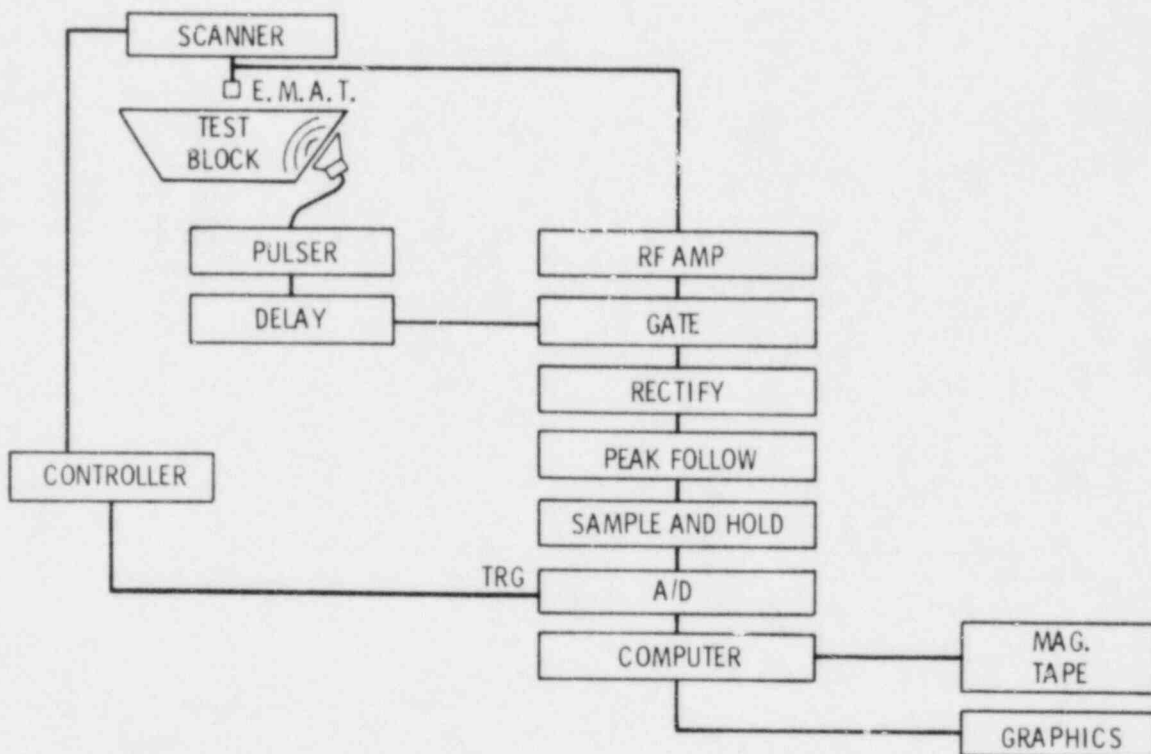 SCANNER
E.M.A.T.
TEST
BLOCK
PULSER
RF AMP
DELAY
GATE
RECTIFY
PEAK FOLLOW
CONTROLLER
SAMPLE AND HOLD
TRG
A/D
COMPUTER
MAG.
TAPE
GRAPHICS